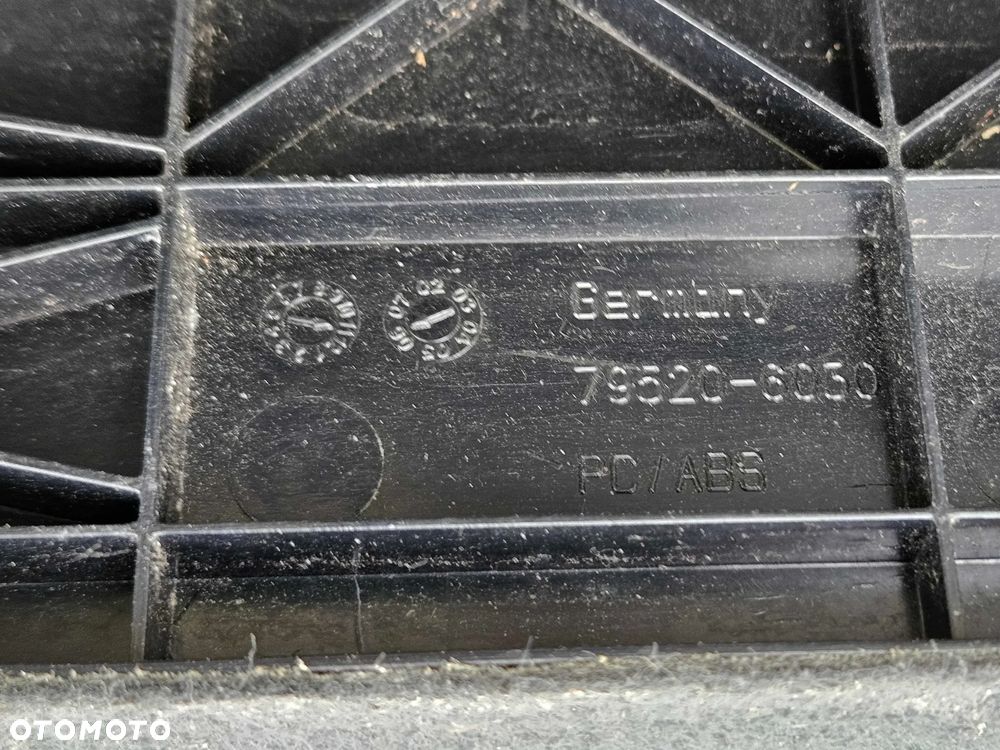 Germany
79520-6030
PC/ABS
OTOMOTO